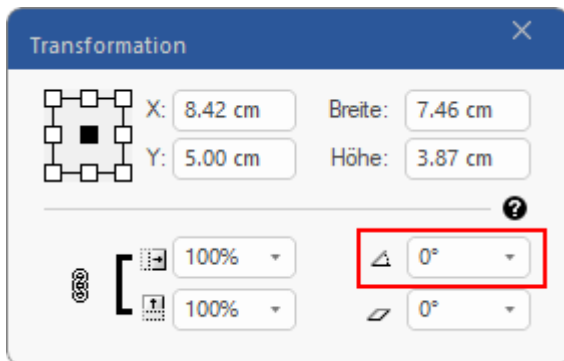 Transformation
X: 8.42 cm Breite: 7.46 cm
Y: 5.00 cm Höhe: 3.87 cm
?
100% 0°
100% 0°